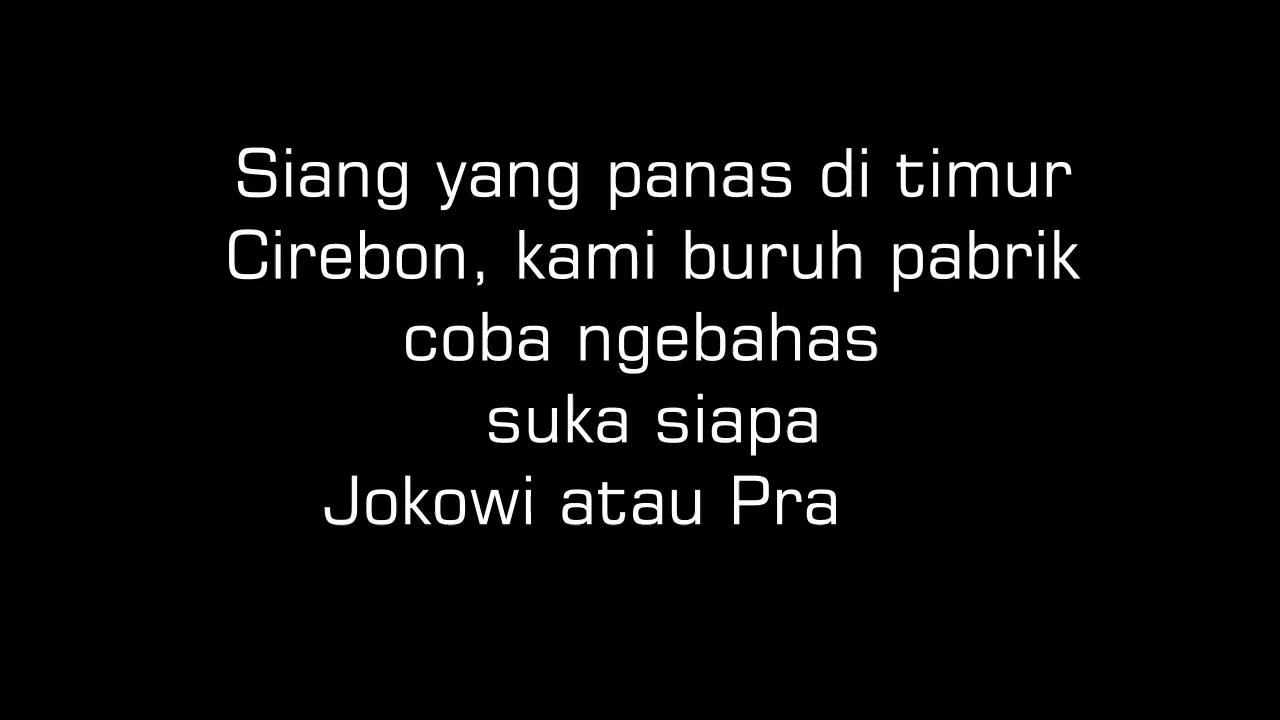 Siang yang panas di timur
Cirebon, kami buruh pabrik
coba ngebahas
suka siapa
Jokowi atau Pra